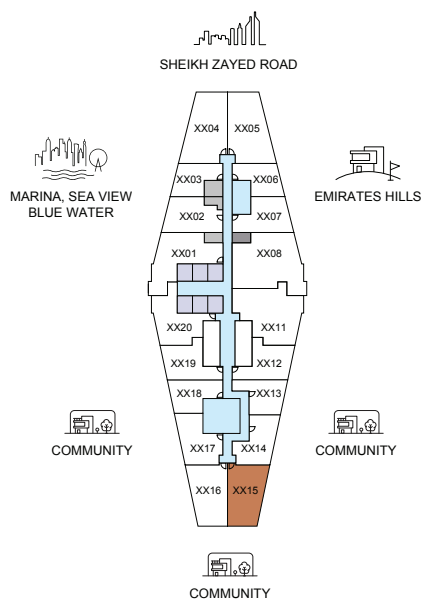 SHEIKH ZAYED ROAD
XX04 XX05
MARINA, SEA VIEW
BLUE WATER
XX03 XX06
EMIRATES HILLS
XX02 XX07
XX01 XX08
XX20 XX11
XX19 XX12
XX18 XX13
COMMUNITY
COMMUNITY
XX17 XX14
XX16 XX15
COMMUNITY